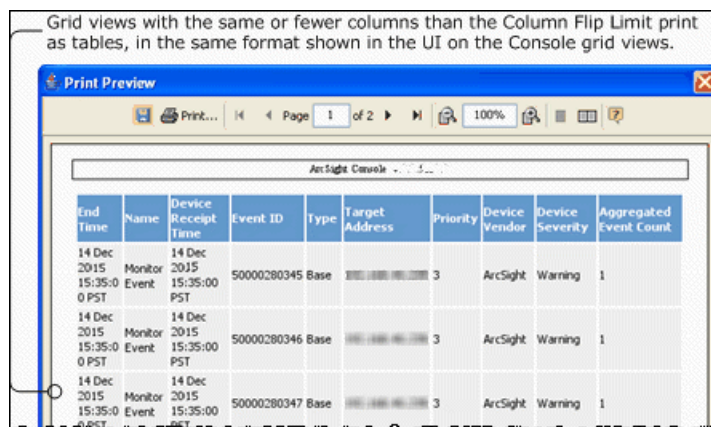 Grid views with the same or fewer columns than the Column Flip Limit print
as tables, in the same format shown in the UI on the Console grid views.
Print Preview
Print... Page 1 of 2 100%
ArcSight Console
End Time Name Device Receipt Time Event ID Type Target Address Priority Device Vendor Device Severity Aggregated Event Count
14 Dec 2015 15:35:00 PST Monitor Event 14 Dec 2015 15:35:00 PST 50000280345 Base 3 ArcSight Warning 1
14 Dec 2015 15:35:00 PST Monitor Event 14 Dec 2015 15:35:00 PST 50000280346 Base 3 ArcSight Warning 1
14 Dec 2015 15:35:0 Monitor Event 14 Dec 2015 15:35:00 PST 50000280347 Base 3 ArcSight Warning 1